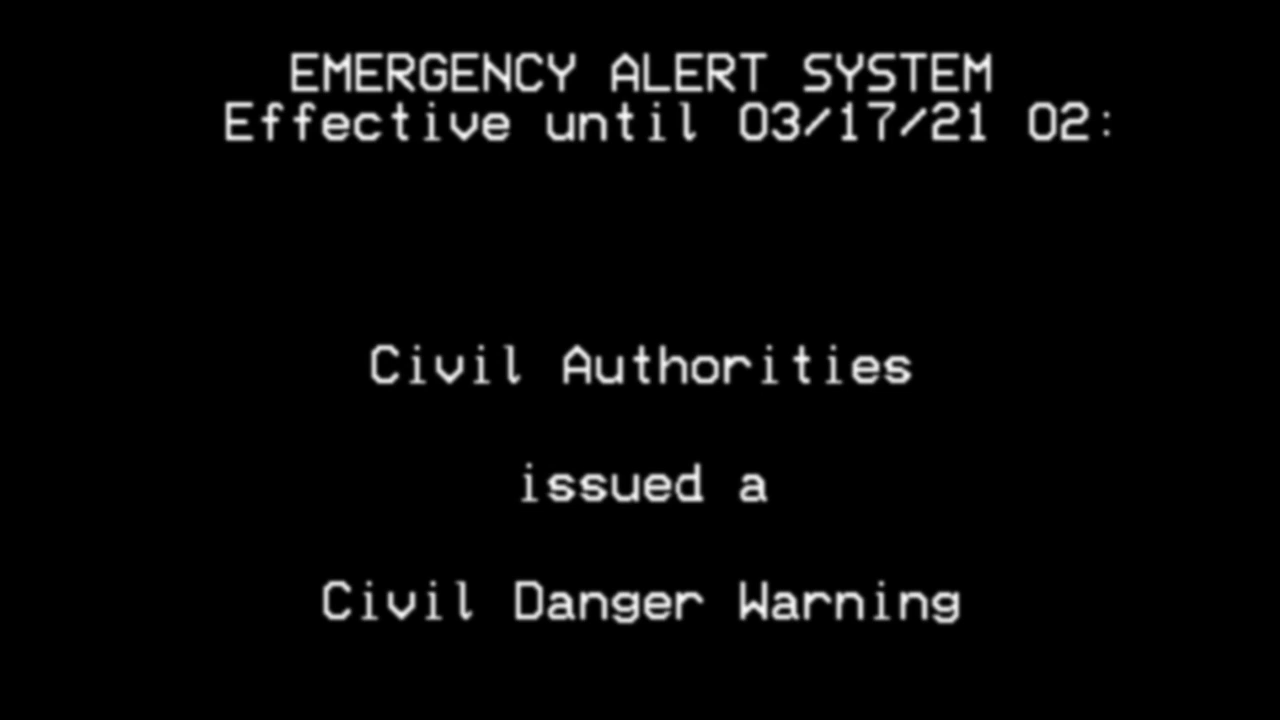 EMERGENCY ALERT SYSTEM
Effective until 03/17/21 02:
Civil Authorities
issued a
Civil Danger Warning